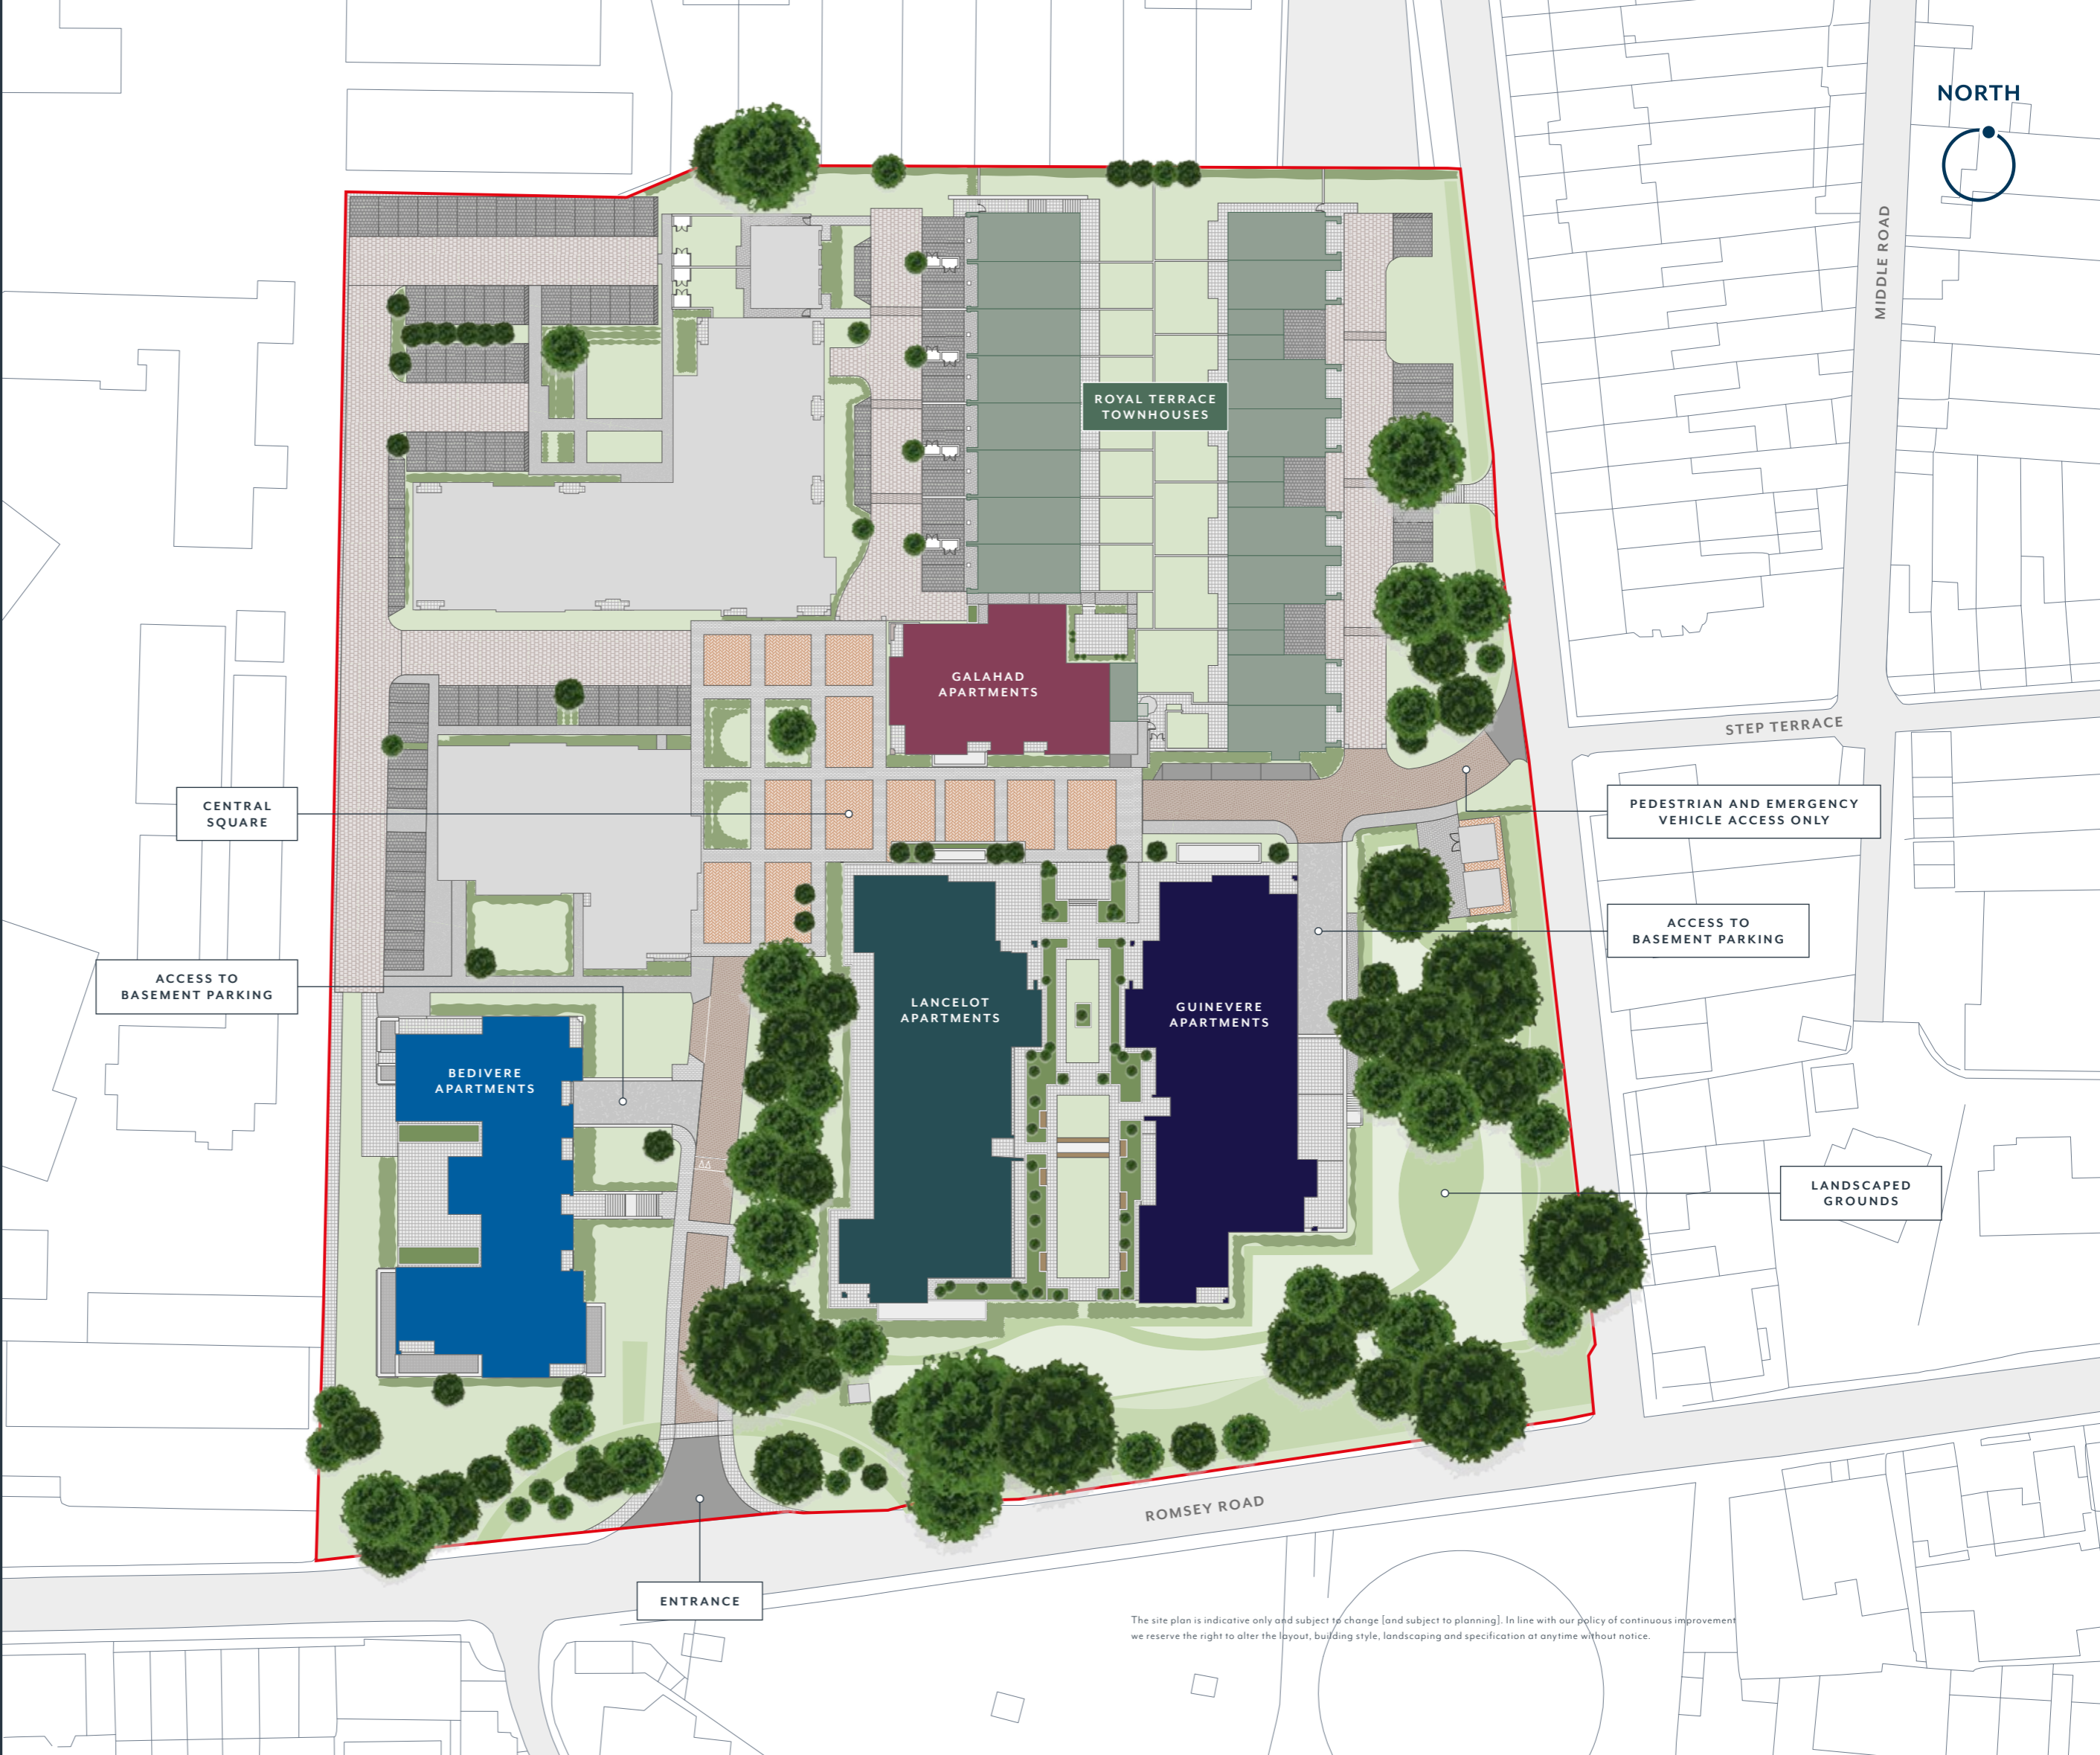 NORTH
MIDDLE ROAD
ROYAL TERRACE
TOWNHOUSES
GALAHAD
APARTMENTS
STEP TERRACE
CENTRAL
SQUARE
PEDESTRIAN AND EMERGENCY
VEHICLE ACCESS ONLY
ACCESS TO
BASEMENT PARKING
ACCESS TO
BASEMENT PARKING
LANCELOT
APARTMENTS
GUINEVERE
APARTMENTS
BEDIVERE
APARTMENTS
LANDSCAPED
GROUNDS
ROMSEY ROAD
ENTRANCE
The site plan is indicative only and subject to change [and subject to planning]. In line with our policy of continuous improvement
we reserve the right to alter the layout, building style, landscaping and specification at anytime without notice.